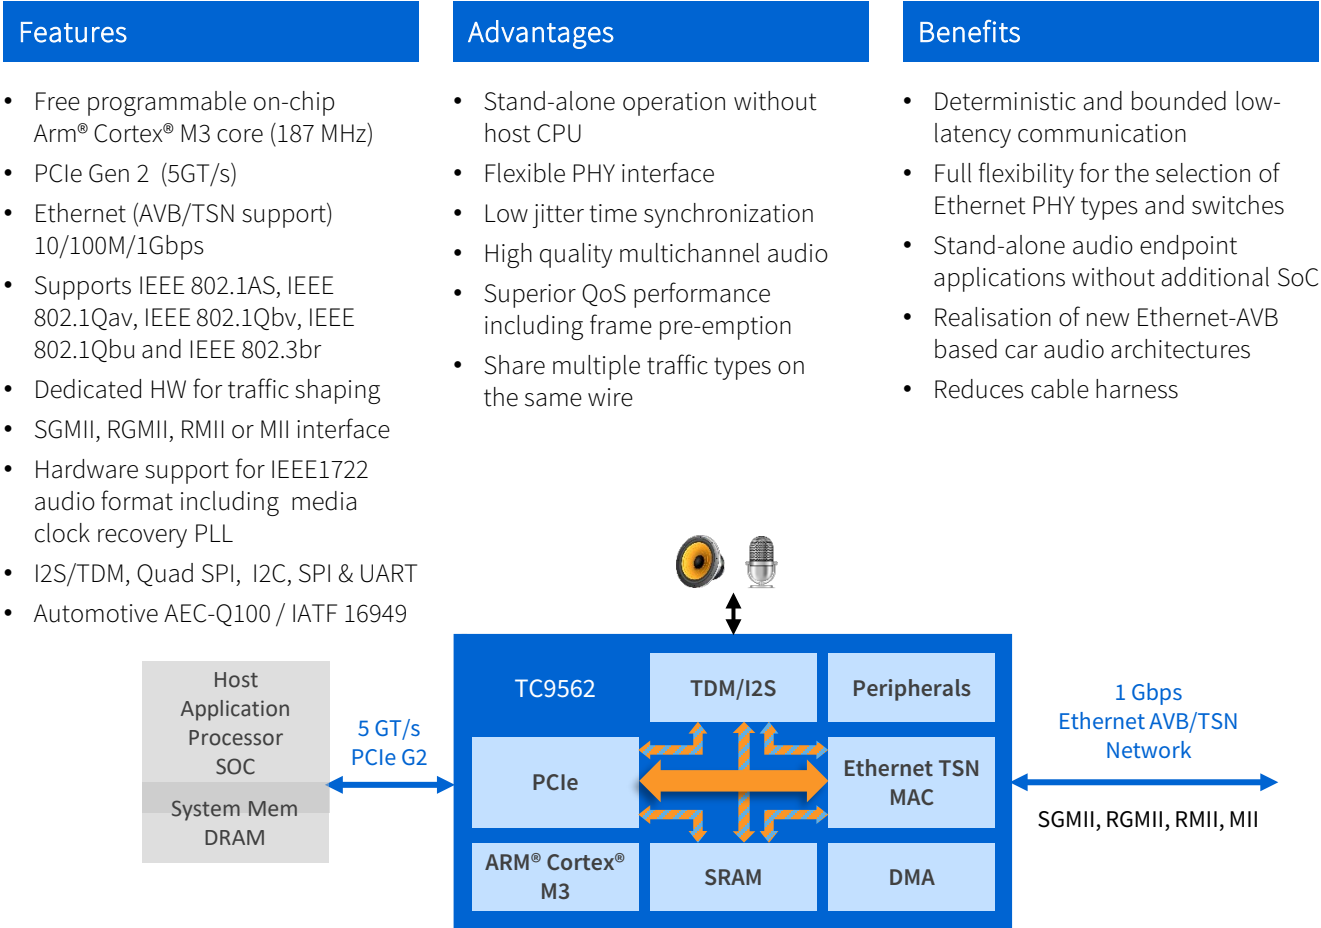 Features
• Free programmable on-chip
Arm® Cortex® M3 core (187 MHz)
• PCIe Gen 2 (5GT/s)
• Ethernet (AVB/TSN support)
10/100M/1Gbps
• Supports IEEE 802.1AS, IEEE
802.1Qav, IEEE 802.1Qbv, IEEE
802.1Qbu and IEEE 802.3br
• Dedicated HW for traffic shaping
• SGMII, RGMII, RMII or MII interface
• Hardware support for IEEE1722
audio format including media
clock recovery PLL
• I2S/TDM, Quad SPI, I2C, SPI & UART
• Automotive AEC-Q100 / IATF 16949
Advantages
• Stand-alone operation without
host CPU
• Flexible PHY interface
• Low jitter time synchronization
• High quality multichannel audio
• Superior QoS performance
including frame pre-emption
• Share multiple traffic types on
the same wire
Benefits
• Deterministic and bounded low-
latency communication
• Full flexibility for the selection of
Ethernet PHY types and switches
• Stand-alone audio endpoint
applications without additional SoC
• Realisation of new Ethernet-AVB
based car audio architectures
• Reduces cable harness
Host
Application
Processor
SOC
System Mem
DRAM
5 GT/s
PCIe G2
TC9562
TDM/I2S
Peripherals
PCIe
Ethernet TSN
MAC
ARM® Cortex®
M3
SRAM
DMA
1 Gbps
Ethernet AVB/TSN
Network
SGMII, RGMII, RMII, MII